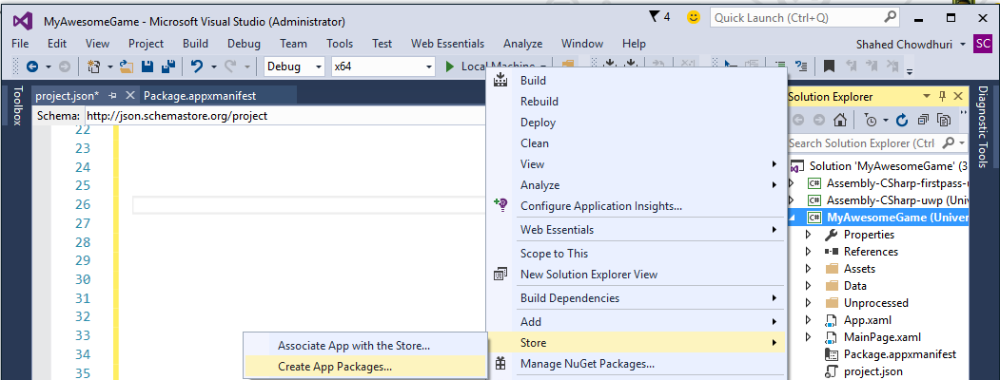 MyAwesomeGame - Microsoft Visual Studio (Administrator)
4
Quick Launch (Ctrl+Q)
File Edit View Project Build Debug Team Tools Test Web Essentials Analyze Window Help
Shahed Chowdhuri
SC
Debug x64 Local Machine
Toolbox
project.json*
Package.appxmanifest
Schema: http://json.schemastore.org/project
22
23
24
25
26
27
28
29
30
31
32
33
34
35
Build
Rebuild
Deploy
Clean
View
Analyze
Configure Application Insights...
Web Essentials
Scope to This
New Solution Explorer View
Build Dependencies
Add
Store
Manage NuGet Packages...
Associate App with the Store...
Create App Packages...
Solution Explorer
Search Solution Explorer (Ctrl
Solution 'MyAwesomeGame' (3
C# Assembly-CSharp-firstpass-
C# Assembly-CSharp-uwp (Univ
C# MyAwesomeGame (Univer
Properties
References
Assets
Data
Unprocessed
App.xaml
MainPage.xaml
Package.appxmanifest
project.json
Diagnostic Tools